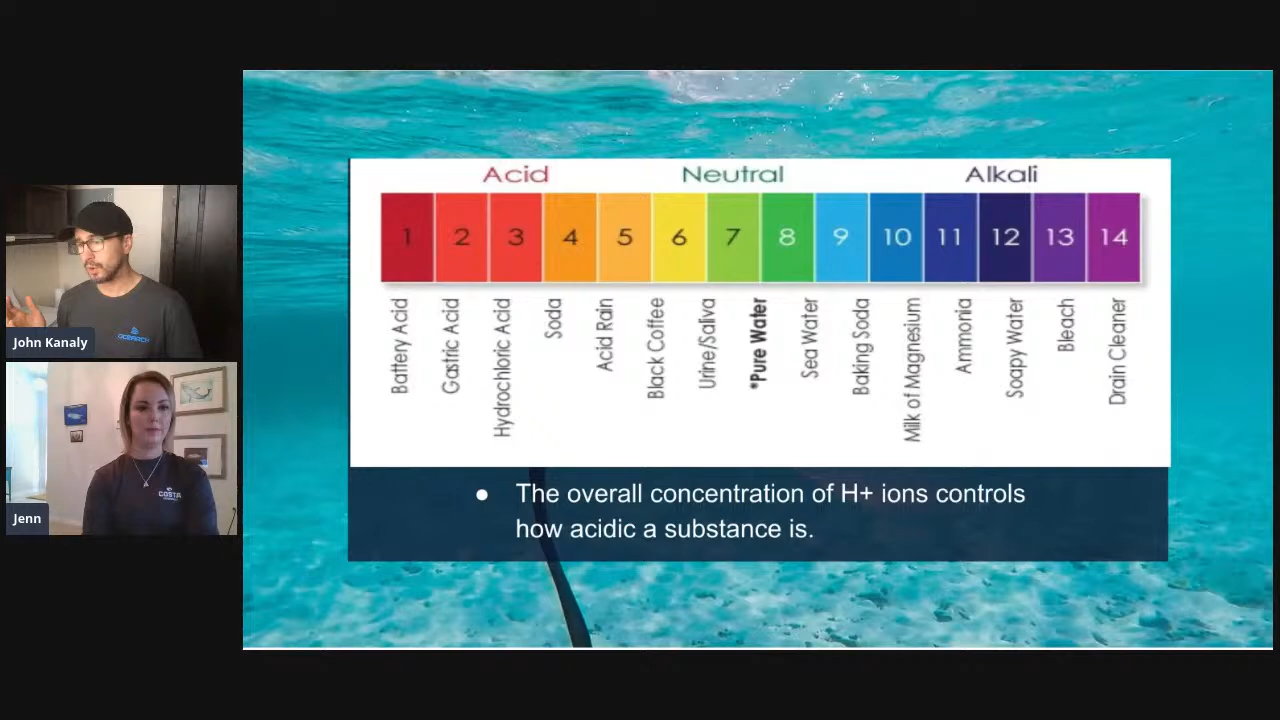 Acid Neutral Alkali
1 2 3 4 5 6 7 8 9 10 11 12 13 14
Battery Acid
Gastric Acid
Hydrochloric Acid
Soda
Acid Rain
Black Coffee
Urine/Saliva
*Pure Water
Sea Water
Baking Soda
Milk of Magnesium
Ammonia
Soapy Water
Bleach
Drain Cleaner
● The overall concentration of H+ ions controls
how acidic a substance is.
OCEARCH
John Kanaly
COSTA
Jenn